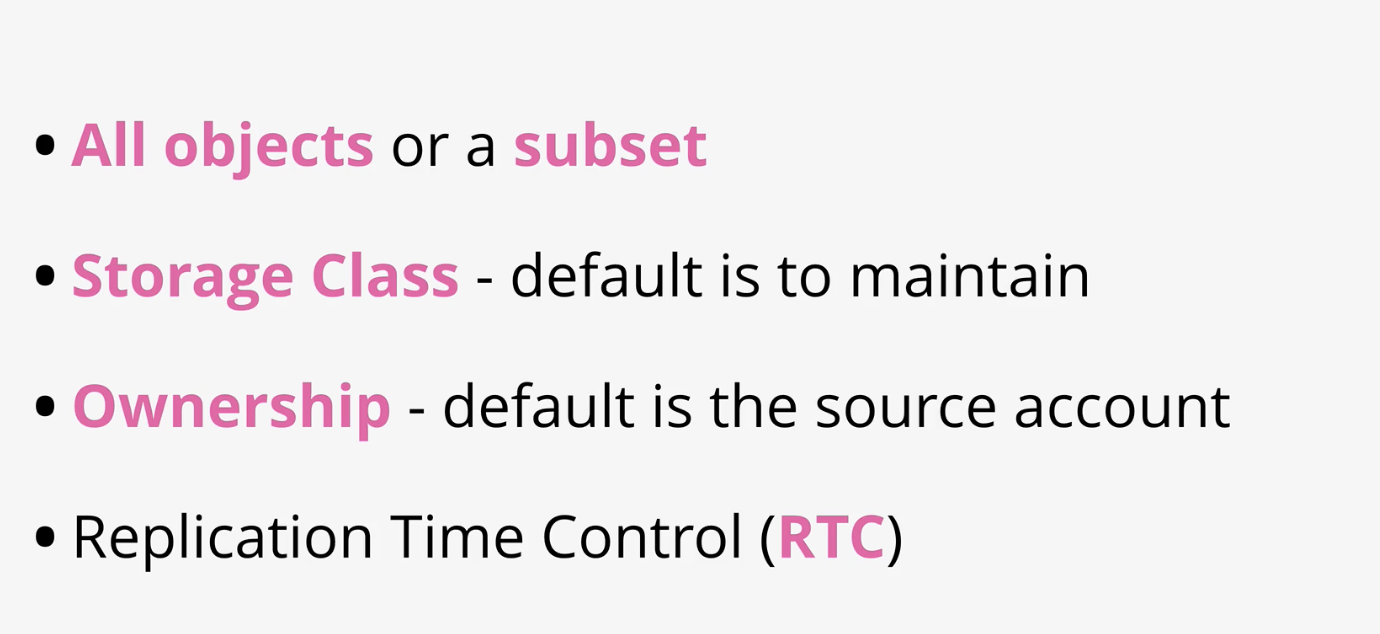 • All objects or a subset
• Storage Class - default is to maintain
• Ownership - default is the source account
• Replication Time Control (RTC)